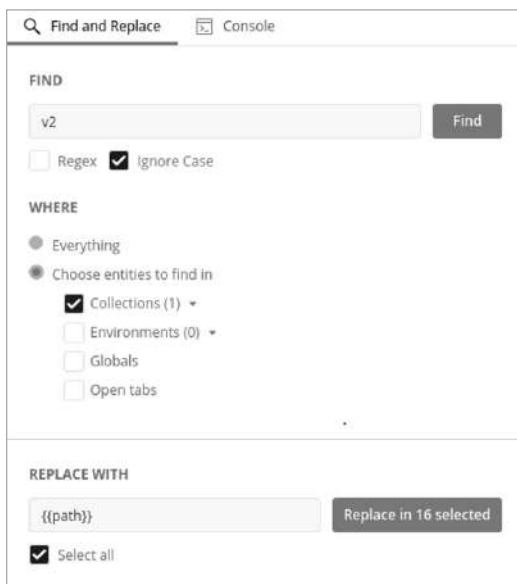 Find and Replace Console
FIND
v2 Find
Regex Ignore Case
WHERE
Everything
Choose entities to find in
Collections (1)
Environments (0)
Globals
Open tabs
REPLACE WITH
{{path}} Replace in 16 selected
Select all